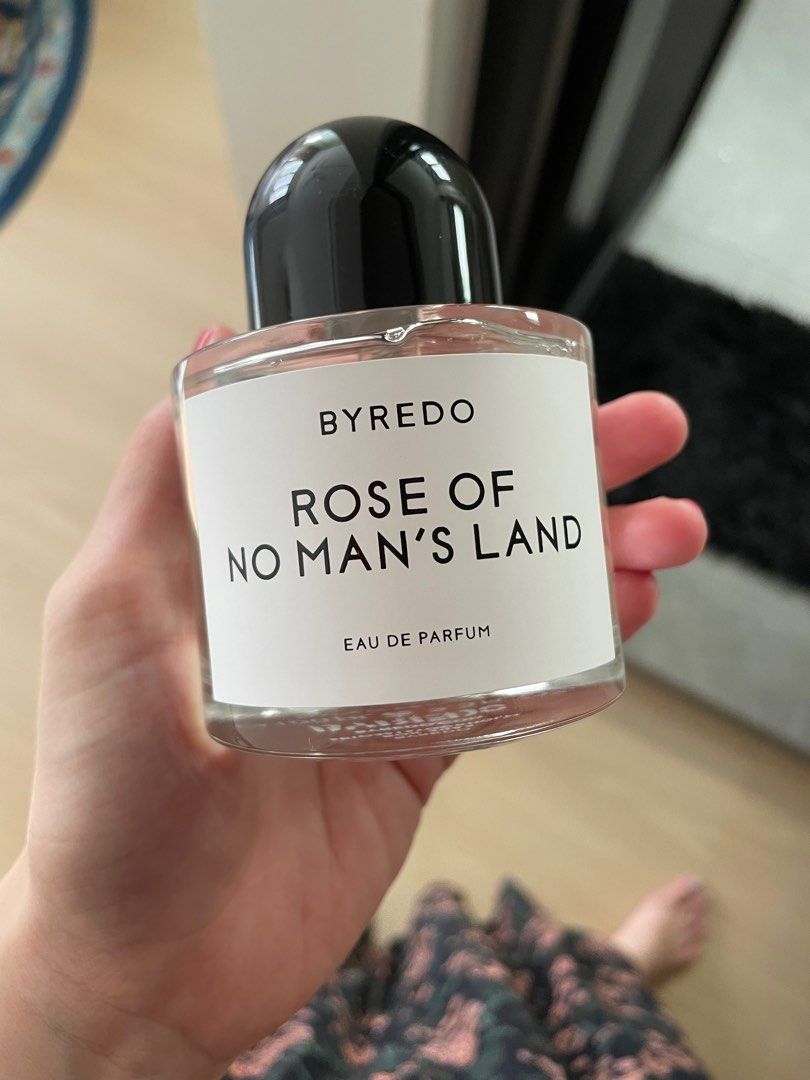 BYREDO
ROSE OF
NO MAN'S LAND
EAU DE PARFUM